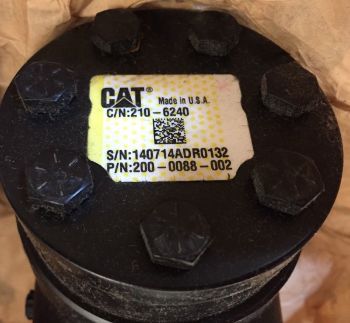 CAT® Made in U.S.A.
C/N:210-6240
S/N:140714ADR0132
P/N:200-0088-002